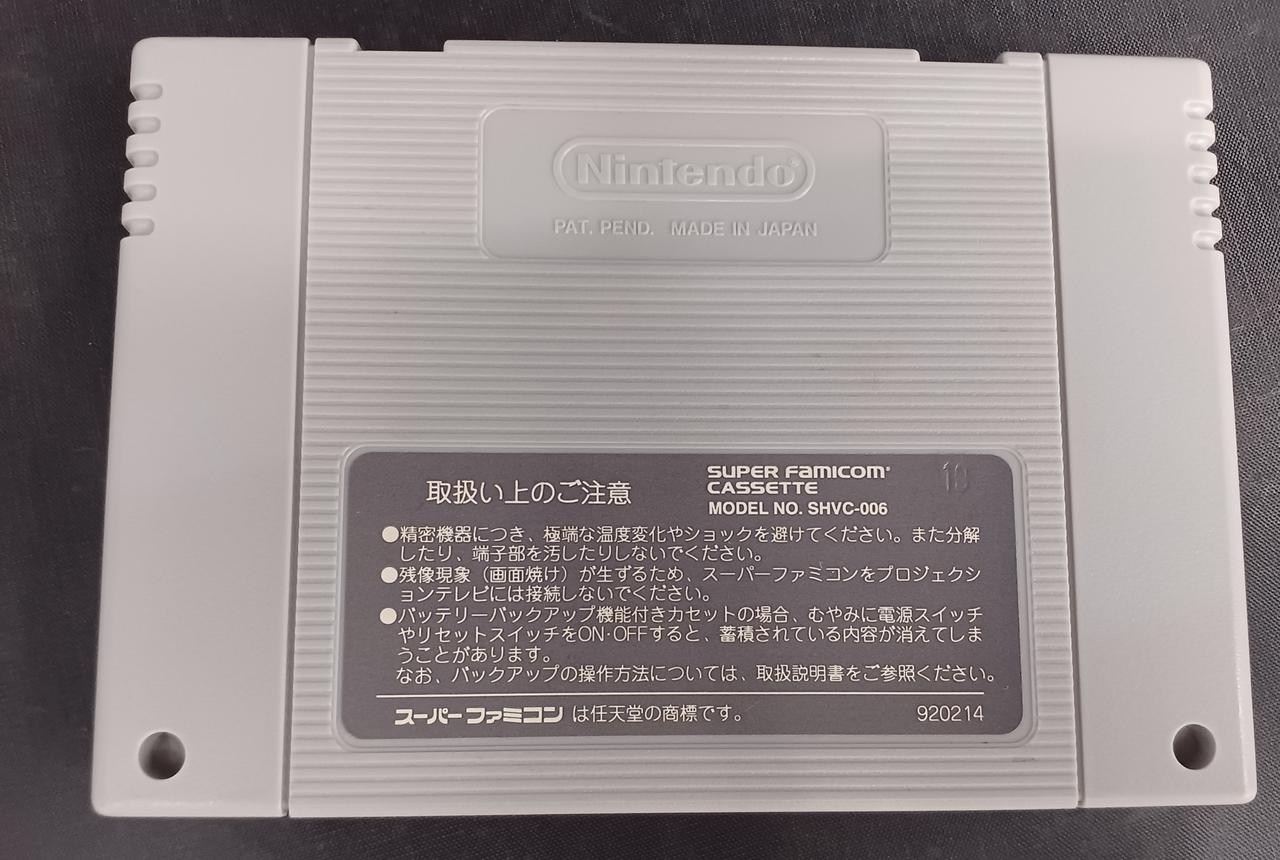 Nintendo®
PAT. PEND. MADE IN JAPAN
取扱い上のご注意
SUPER FAMICOM®
CASSETTE
MODEL NO. SHVC-006
10
●精密機器につき、極端な温度変化やショックを避けてください。また分解
したり、端子部を汚したりしないでください。
●残像現象（画面焼け）が生ずるため、スーパーファミコンをプロジェクシ
ョンテレビには接続しないでください。
●バッテリーバックアップ機能付きカセットの場合、むやみに電源スイッチ
やリセットスイッチをON·OFFすると、蓄積されている内容が消えてしま
うことがあります。
なお、バックアップの操作方法については、取扱説明書をご参照ください。
スーパーファミコンは任天堂の商標です。
920214